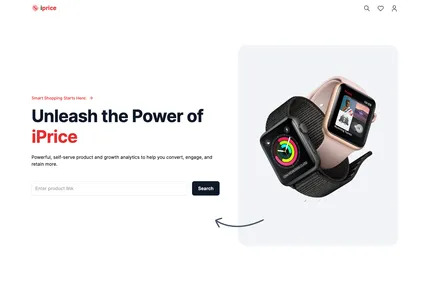 iprice
Smart Shopping Starts Here:
Unleash the Power of
iPrice
Powerful, self-serve product and growth analytics to help you convert, engage, and
retain more.
Enter product link
Search